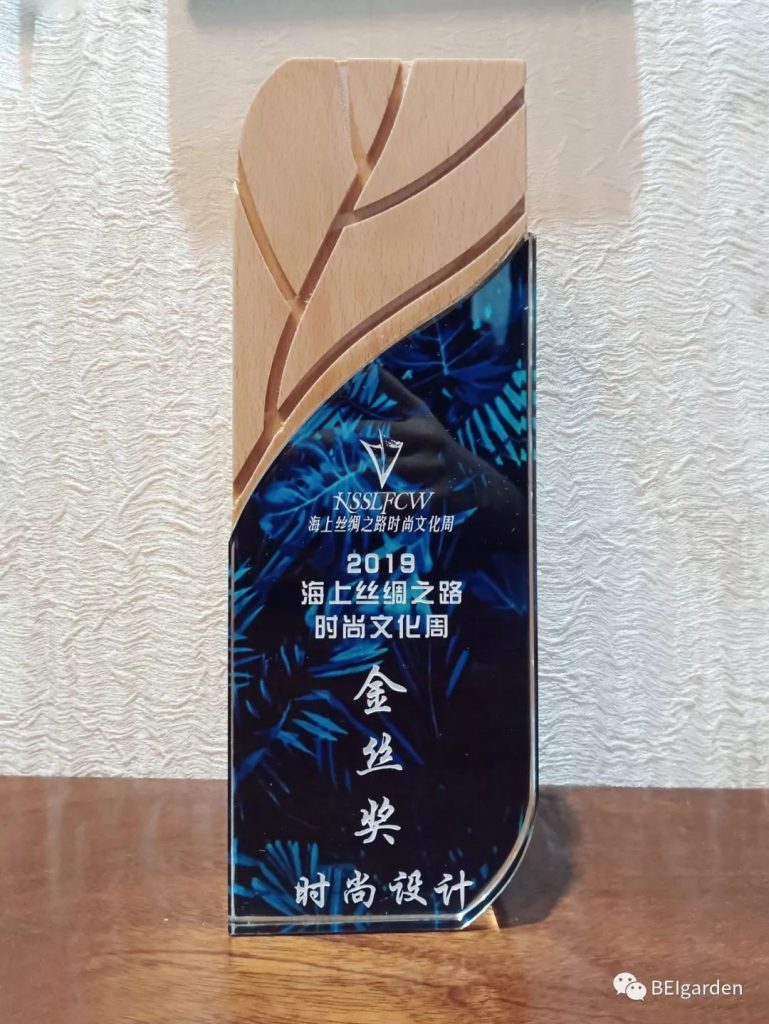 NSSLFCW
海上丝绸之路时尚文化周
2019
海上丝绸之路
时尚文化周
金
丝
奖
时尚设计
BEIgarden